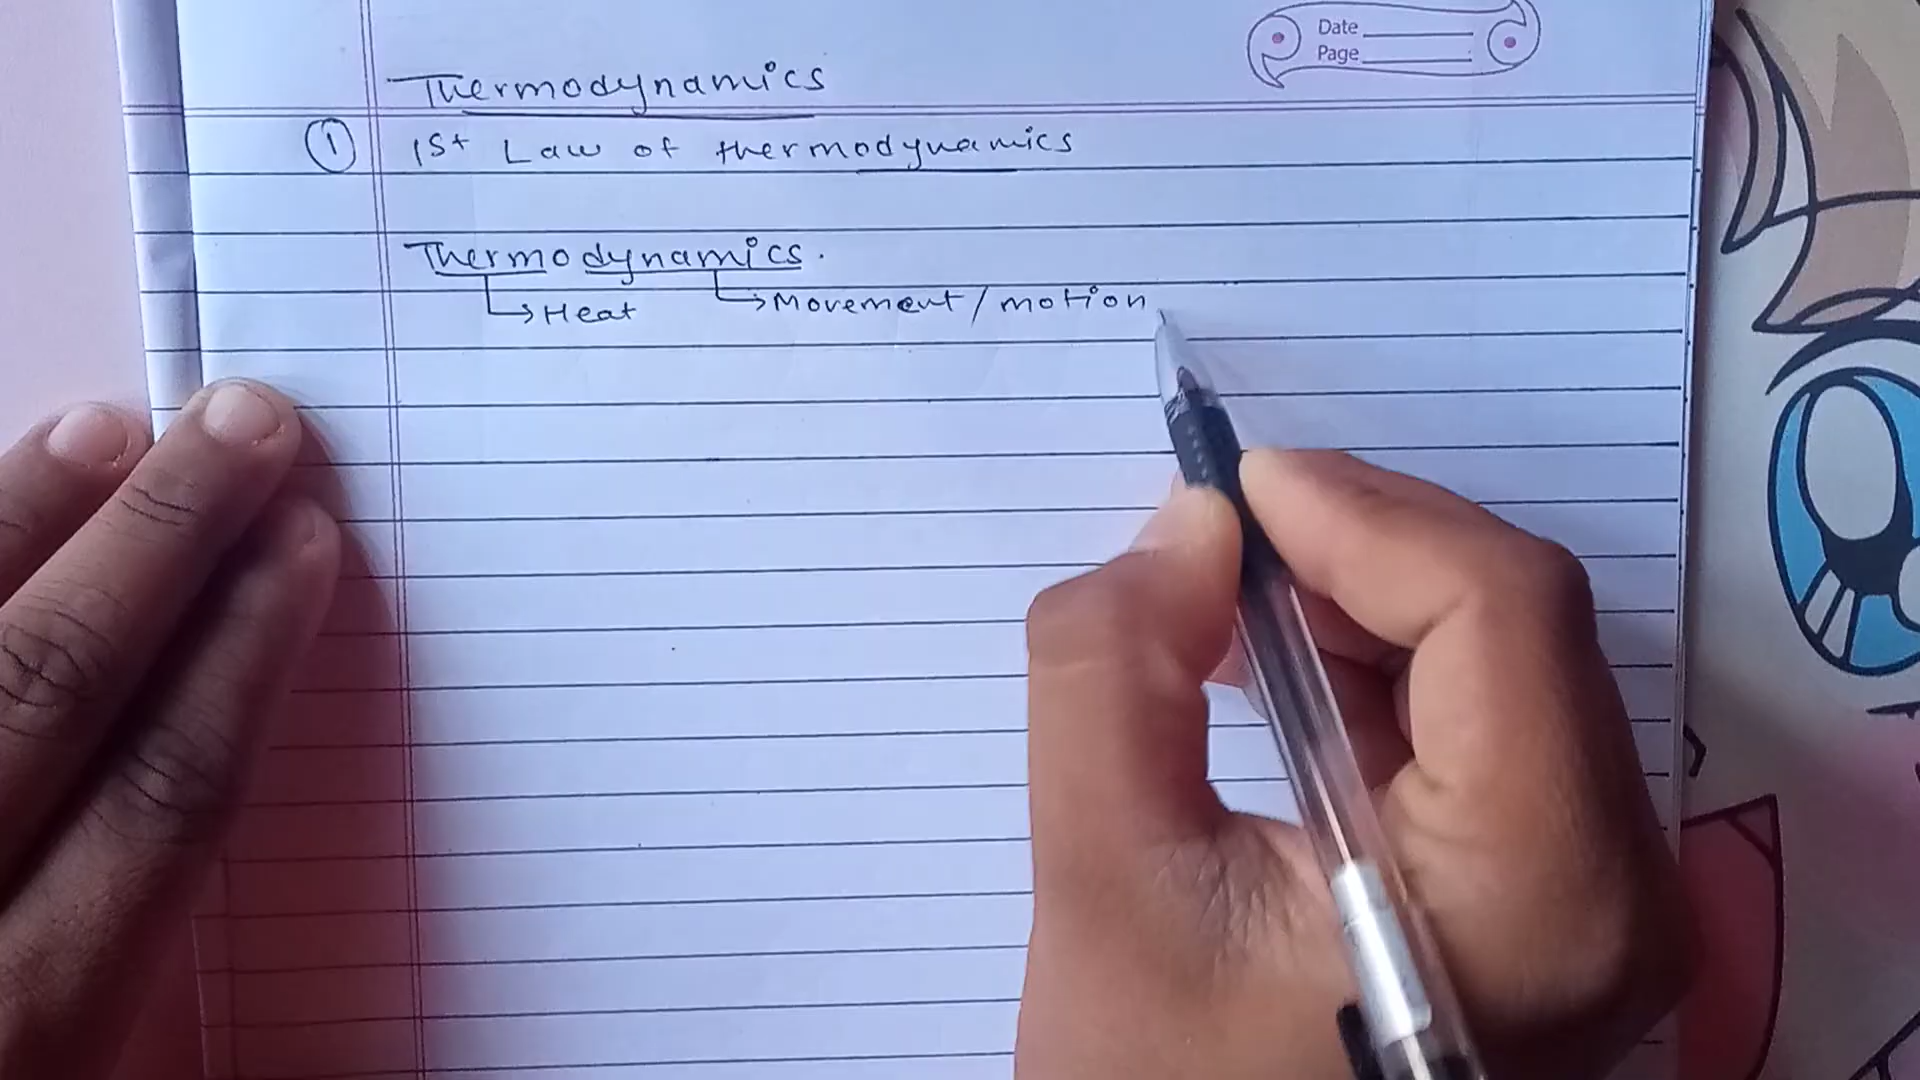 Date
Page
Thermodynamics
① 1st Law of thermodynamics
Thermodynamics.
Heat
Movement / motion